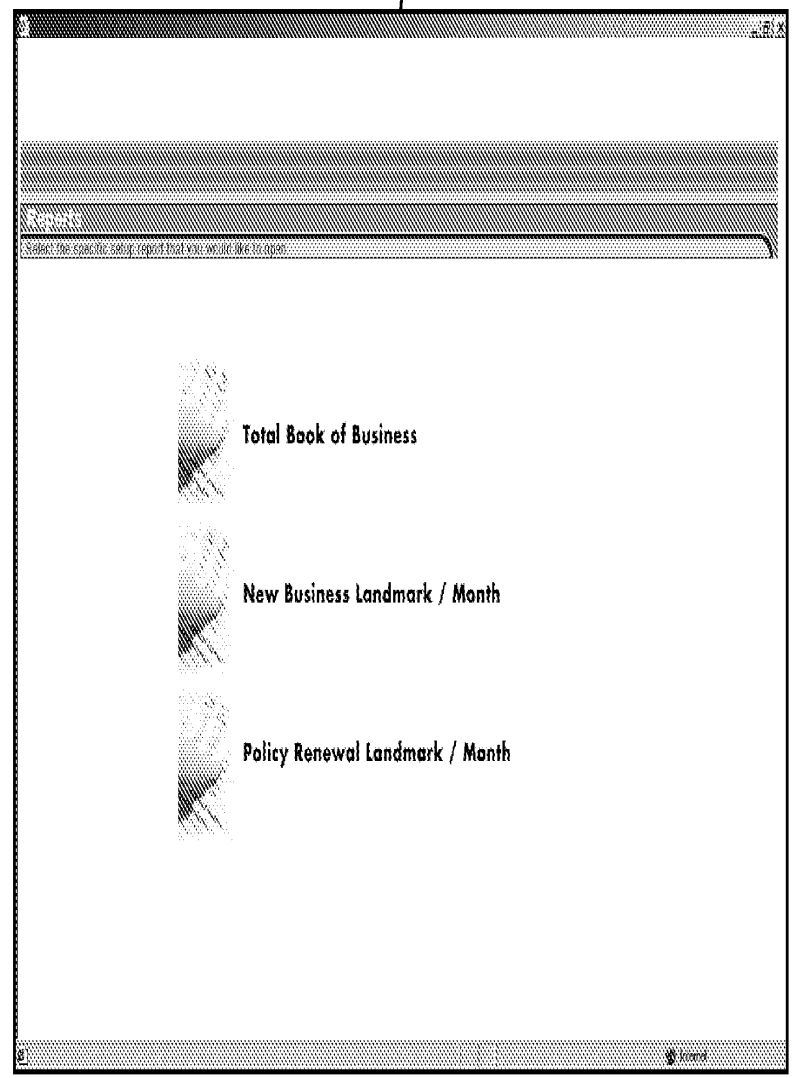 Reports
Select the specific setup report that you would like to open
Total Book of Business
New Business Landmark / Month
Policy Renewal Landmark / Month
Internet